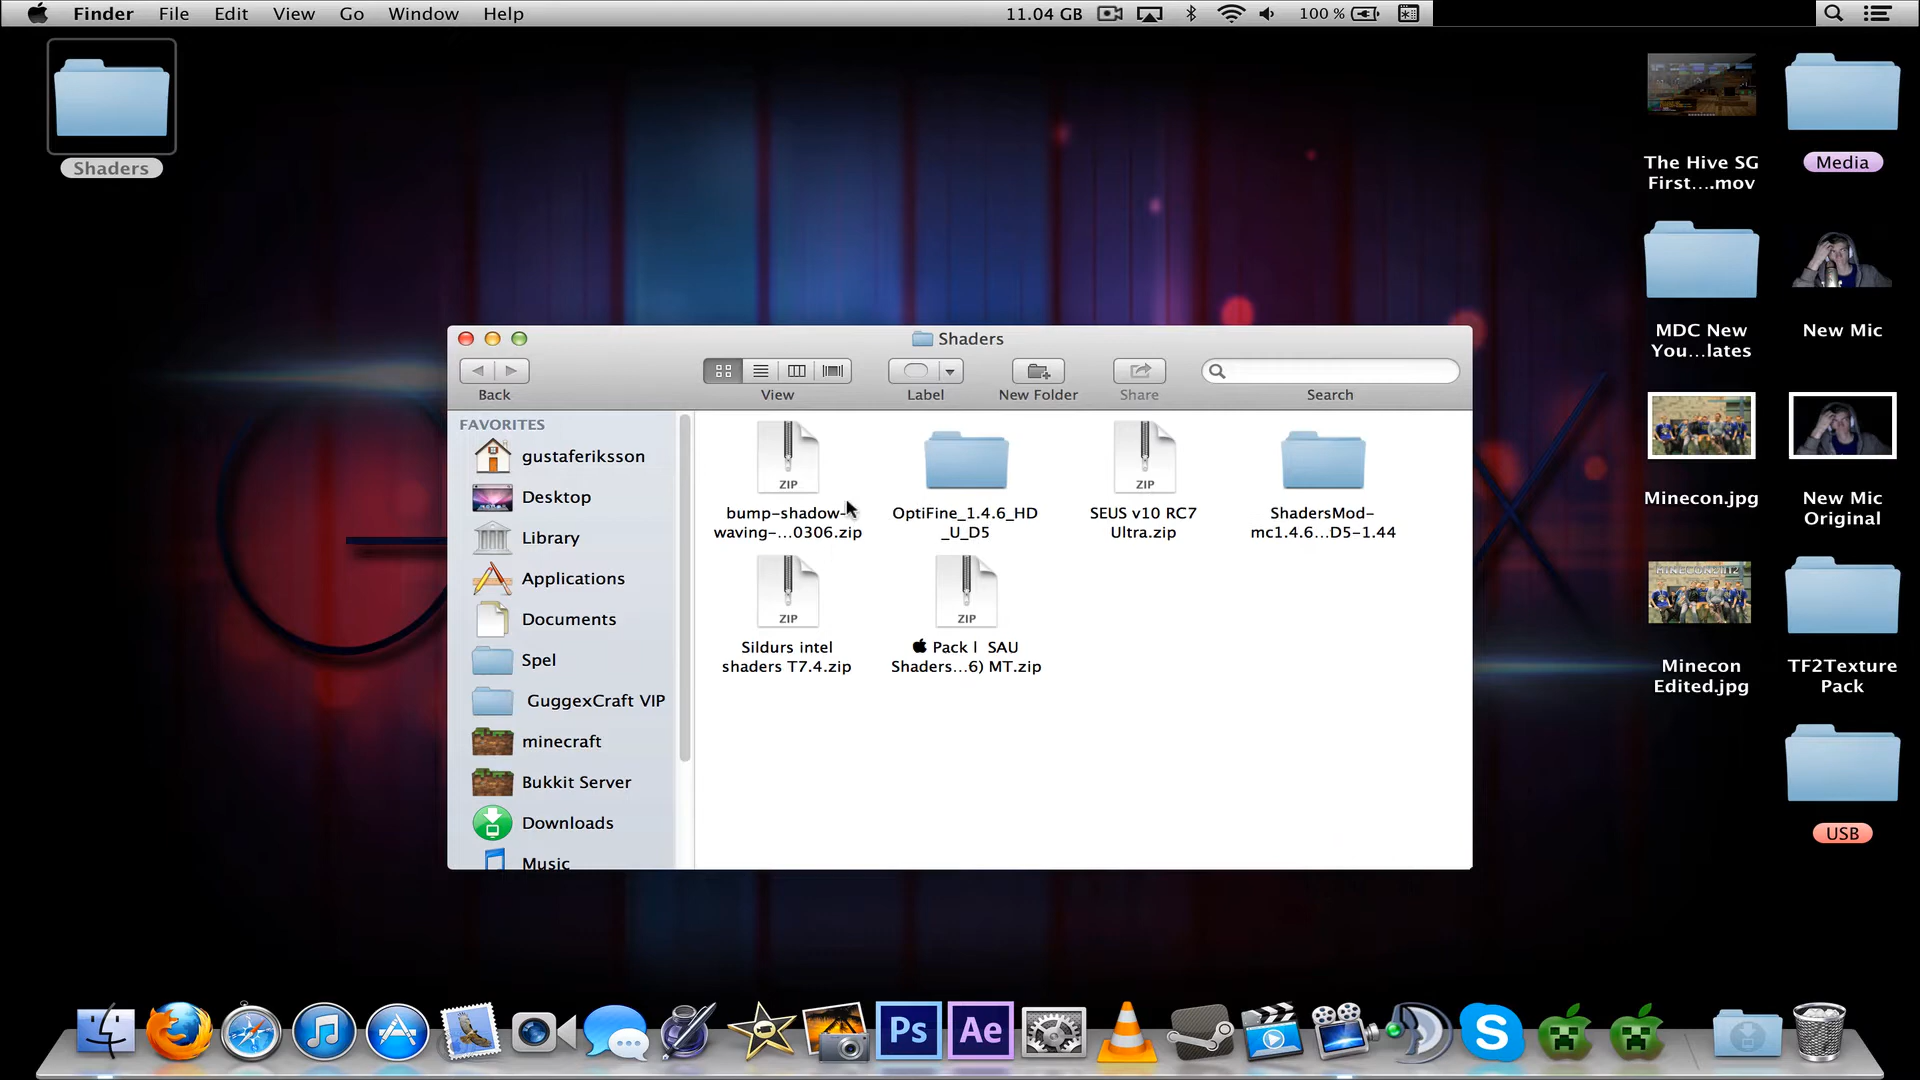 Finder File Edit View Go Window Help 11.04 GB 100 %
Shaders
The Hive SG
First....mov
Media
MDC New
You...lates
New Mic
Minecon.jpg
New Mic
Original
Minecon
Edited.jpg
TF2Texture
Pack
USB
Shaders
Back View Label New Folder Share Search
FAVORITES
gustaferiksson
Desktop
Library
Applications
Documents
Spel
GuggexCraft VIP
minecraft
Bukkit Server
Downloads
Music
ZIP
bump-shadow-
waving-...0306.zip
OptiFine_1.4.6_HD
_U_D5
ZIP
SEUS v10 RC7
Ultra.zip
ShadersMod-
mc1.4.6...D5-1.44
ZIP
Sildurs intel
shaders T7.4.zip
ZIP
Pack | SAU
Shaders...6) MT.zip
Ps
Ae